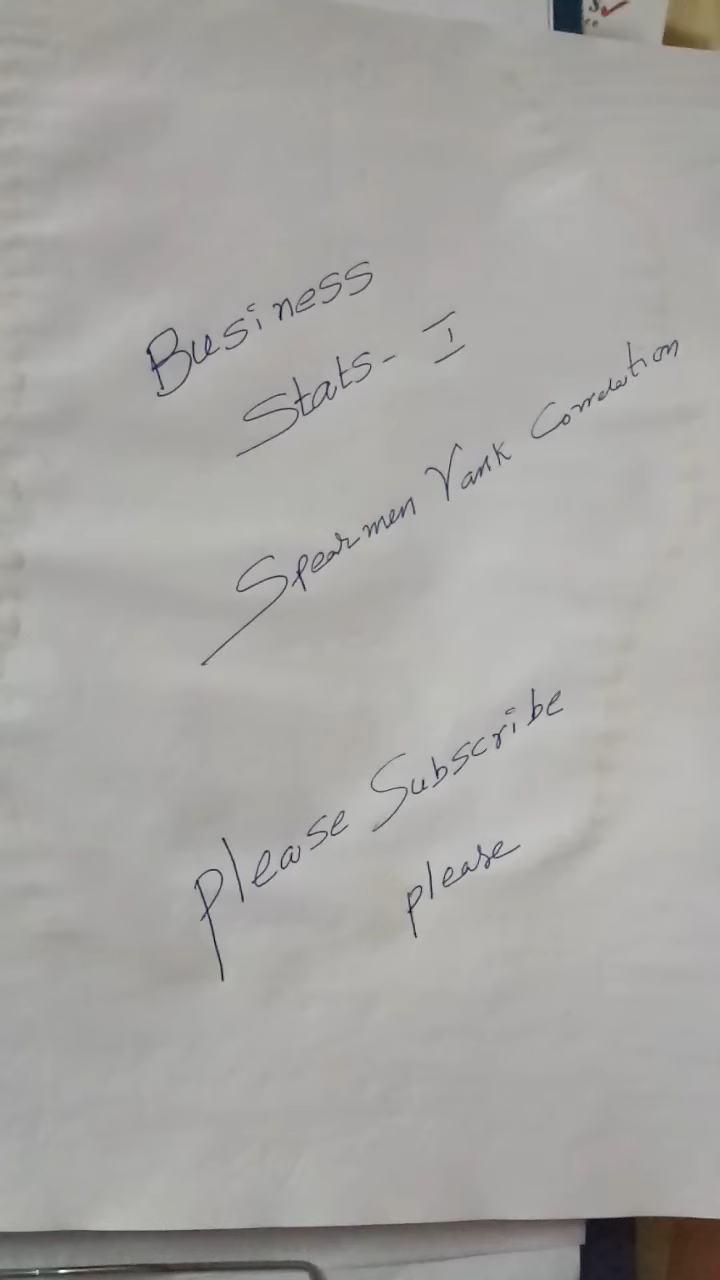 Business
Stats- I
Spearmen rank Correlation
please Subscribe
please